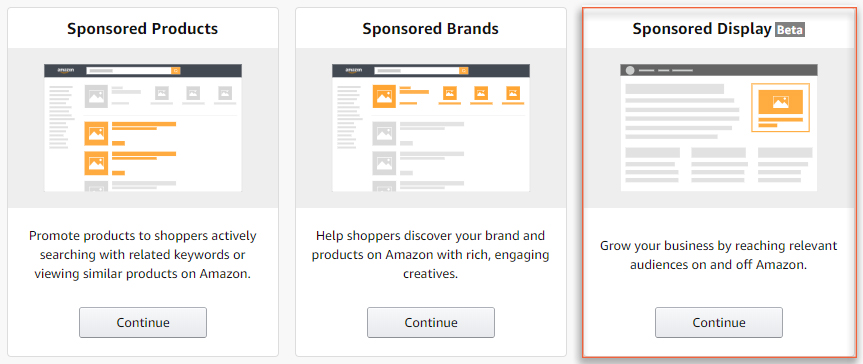 Sponsored Products
Promote products to shoppers actively
searching with related keywords or
viewing similar products on Amazon.
Continue
Sponsored Brands
Help shoppers discover your brand and
products on Amazon with rich, engaging
creatives.
Continue
Sponsored Display Beta
Grow your business by reaching relevant
audiences on and off Amazon.
Continue